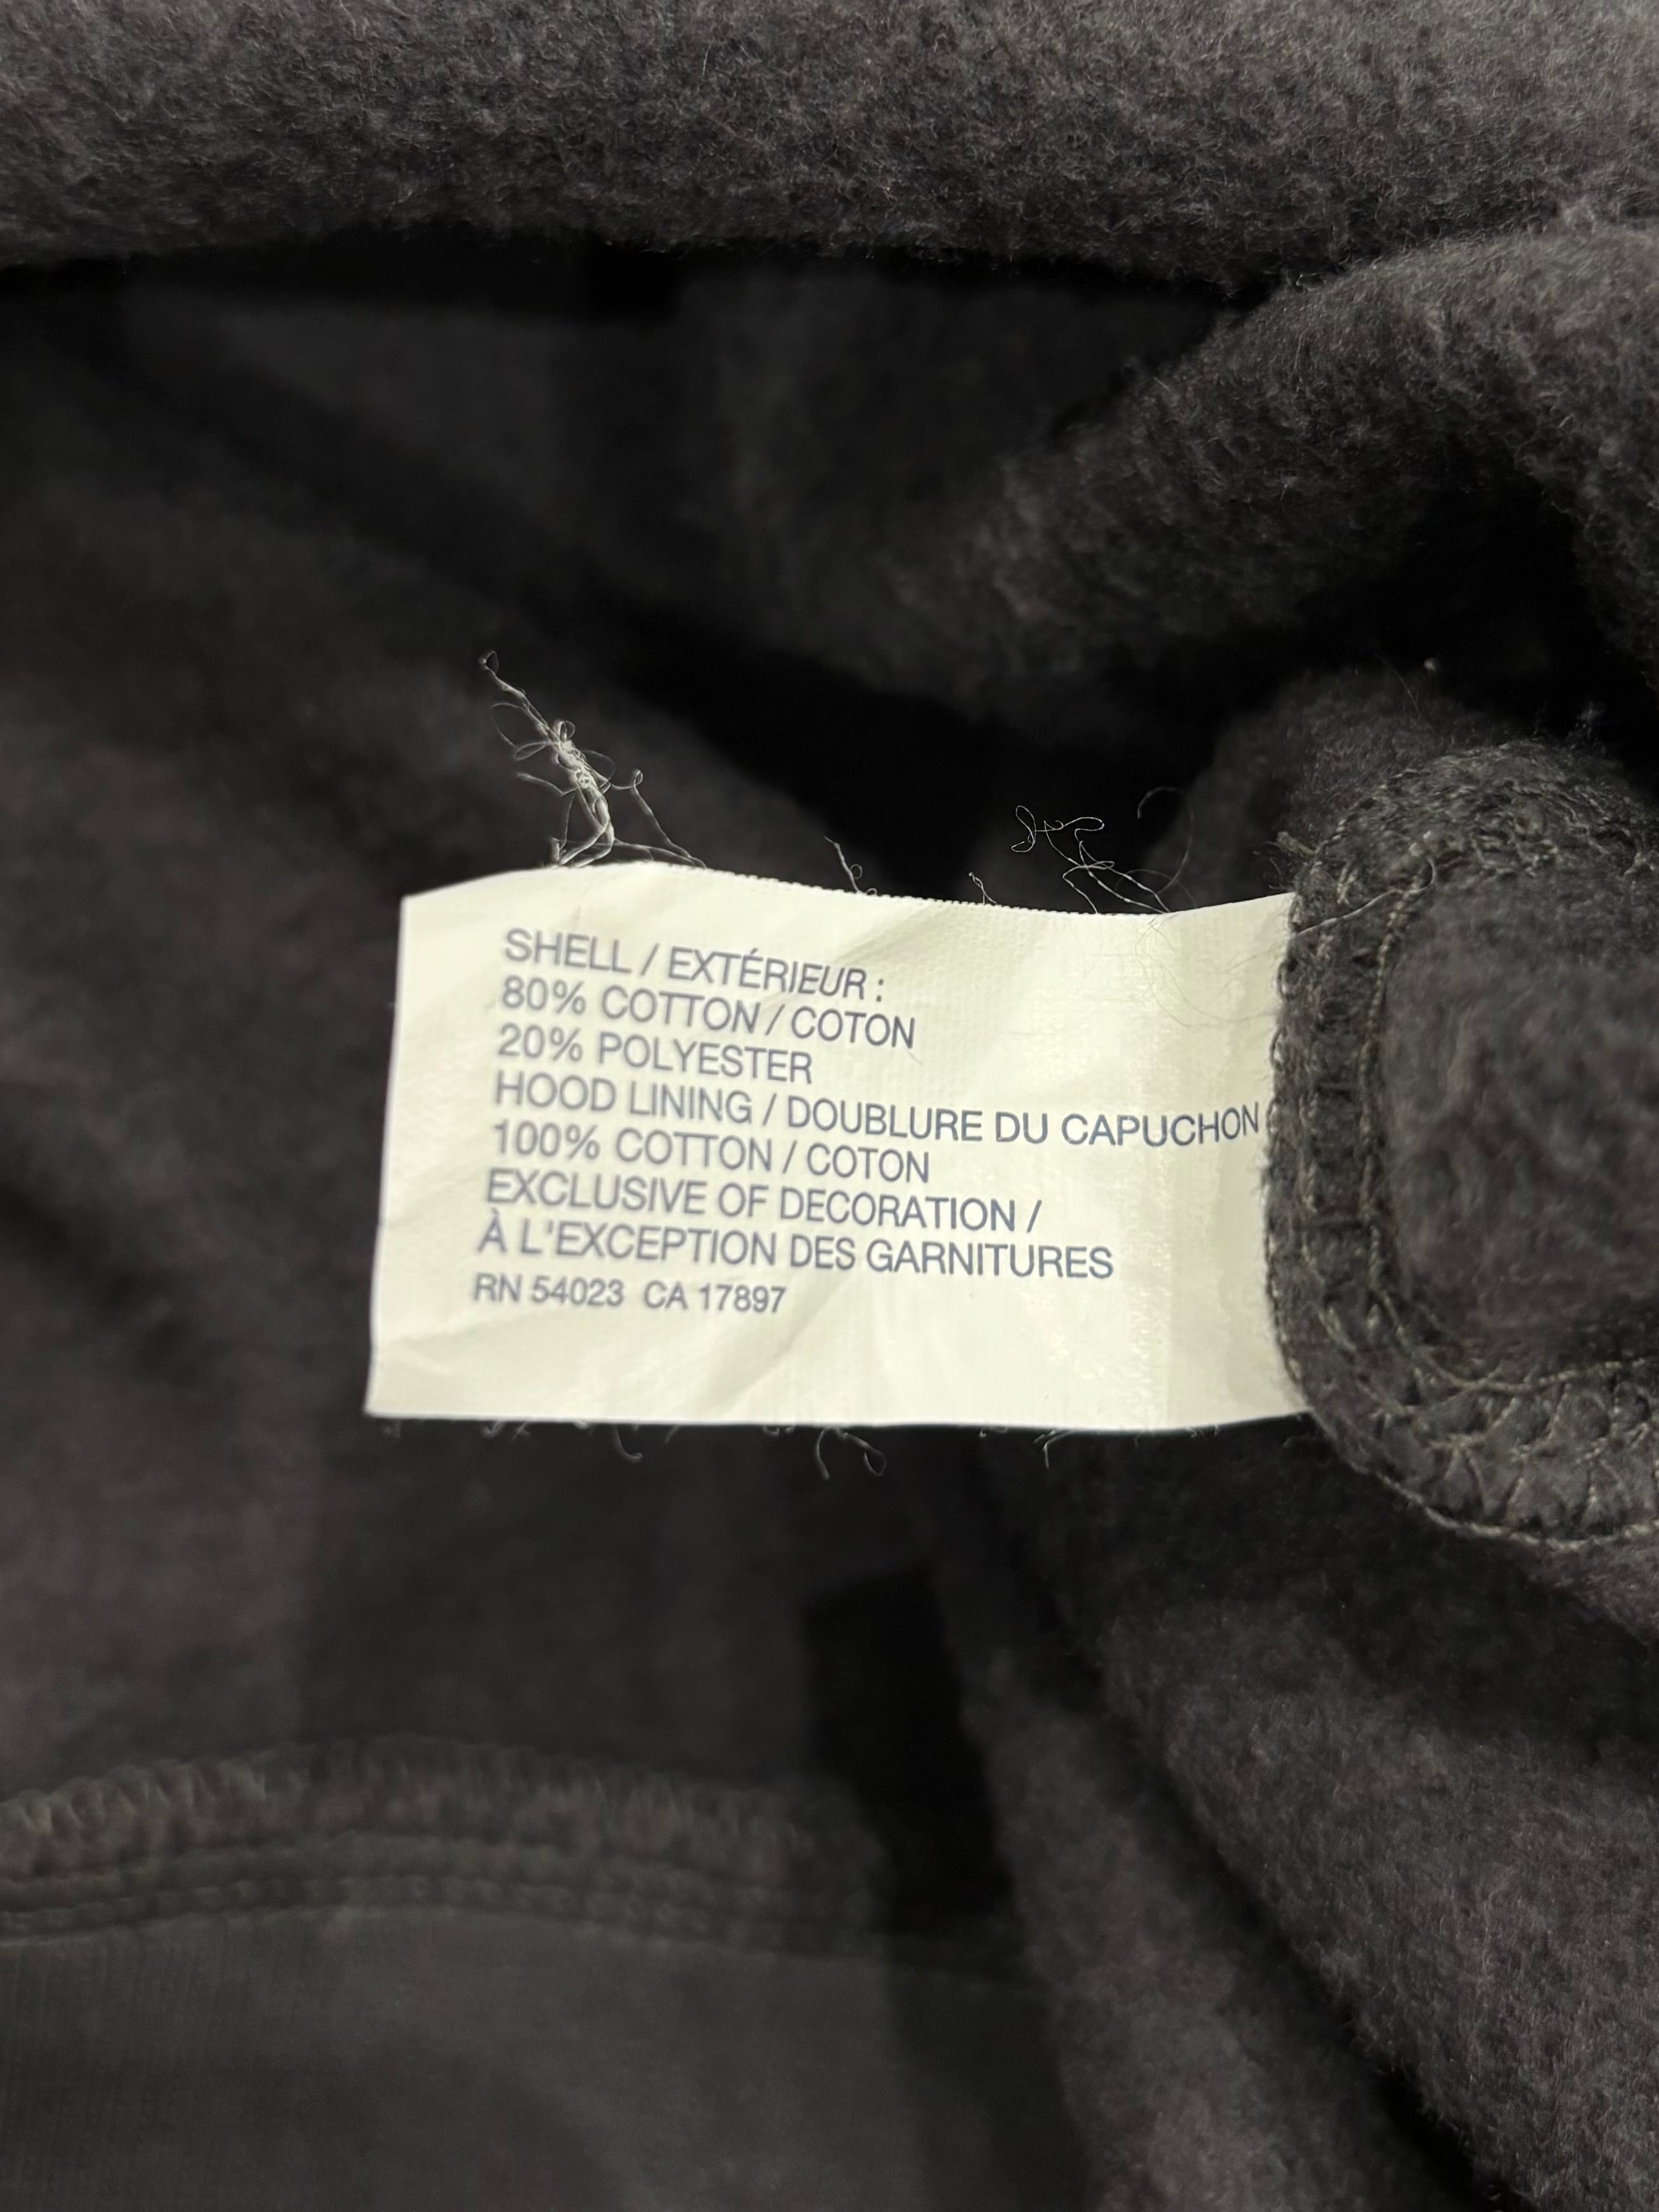 SHELL / EXTÉRIEUR :
80% COTTON / COTON
20% POLYESTER
HOOD LINING / DOUBLURE DU CAPUCHON
100% COTTON / COTON
EXCLUSIVE OF DECORATION /
À L'EXCEPTION DES GARNITURES
RN 54023 CA 17897